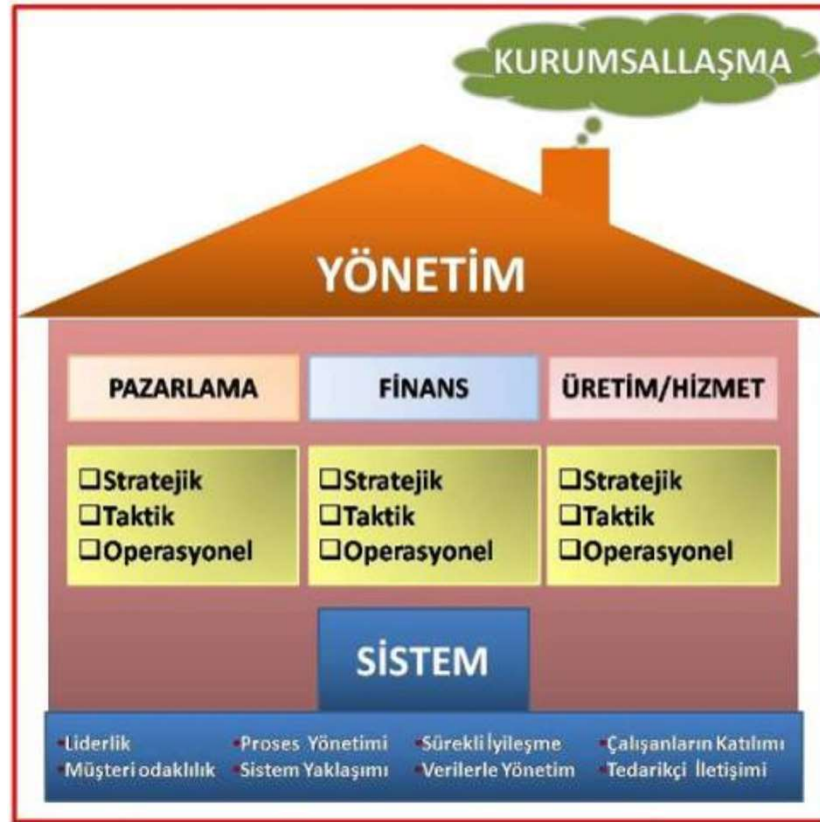 KURUMSALLAŞMA
YÖNETİM
PAZARLAMA
FİNANS
ÜRETİM/HİZMET
❑Stratejik
❑Taktik
❑Operasyonel
❑Stratejik
❑Taktik
❑Operasyonel
❑Stratejik
❑Taktik
❑Operasyonel
SİSTEM
•Liderlik •Proses Yönetimi •Sürekli İyileşme •Çalışanların Katılımı
•Müşteri odaklılık •Sistem Yaklaşımı •Verilerle Yönetim •Tedarikçi İletişimi